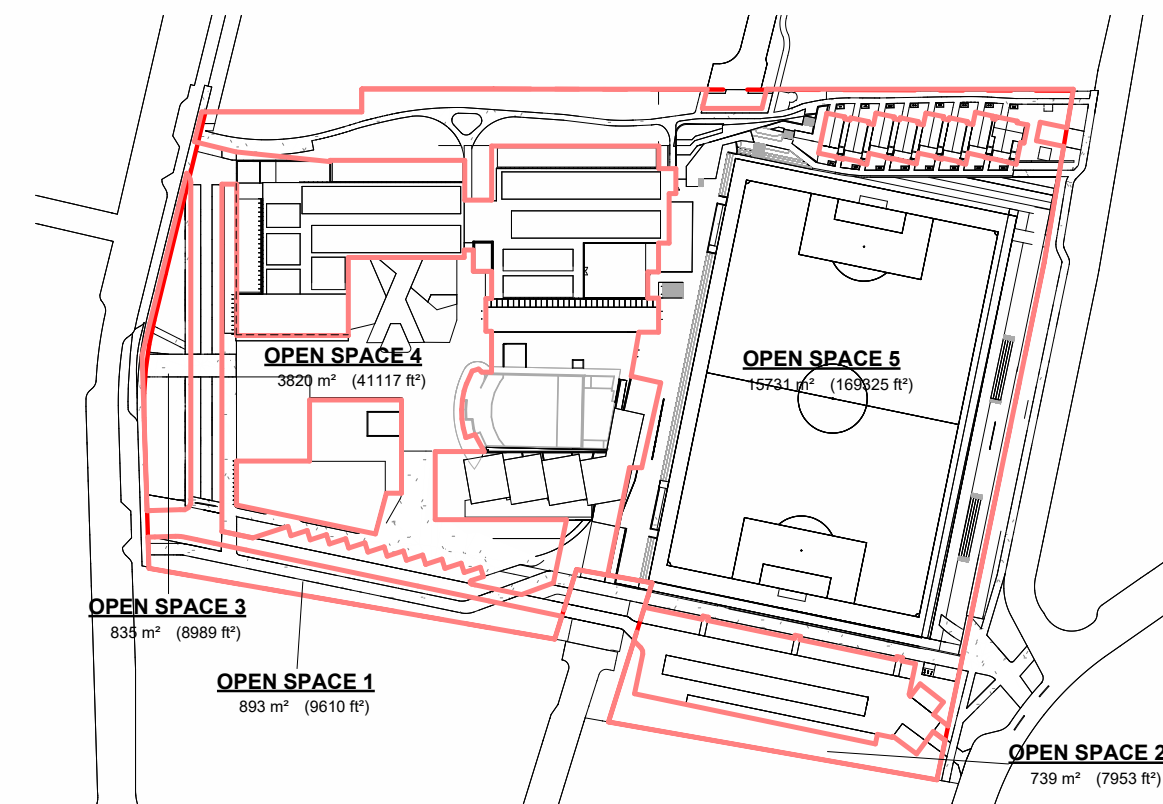 OPEN SPACE 4
3820 m² (41117 ft²)
OPEN SPACE 5
15731 m² (169325 ft²)
OPEN SPACE 3
835 m² (8989 ft²)
OPEN SPACE 1
893 m² (9610 ft²)
OPEN SPACE 2
739 m² (7953 ft²)